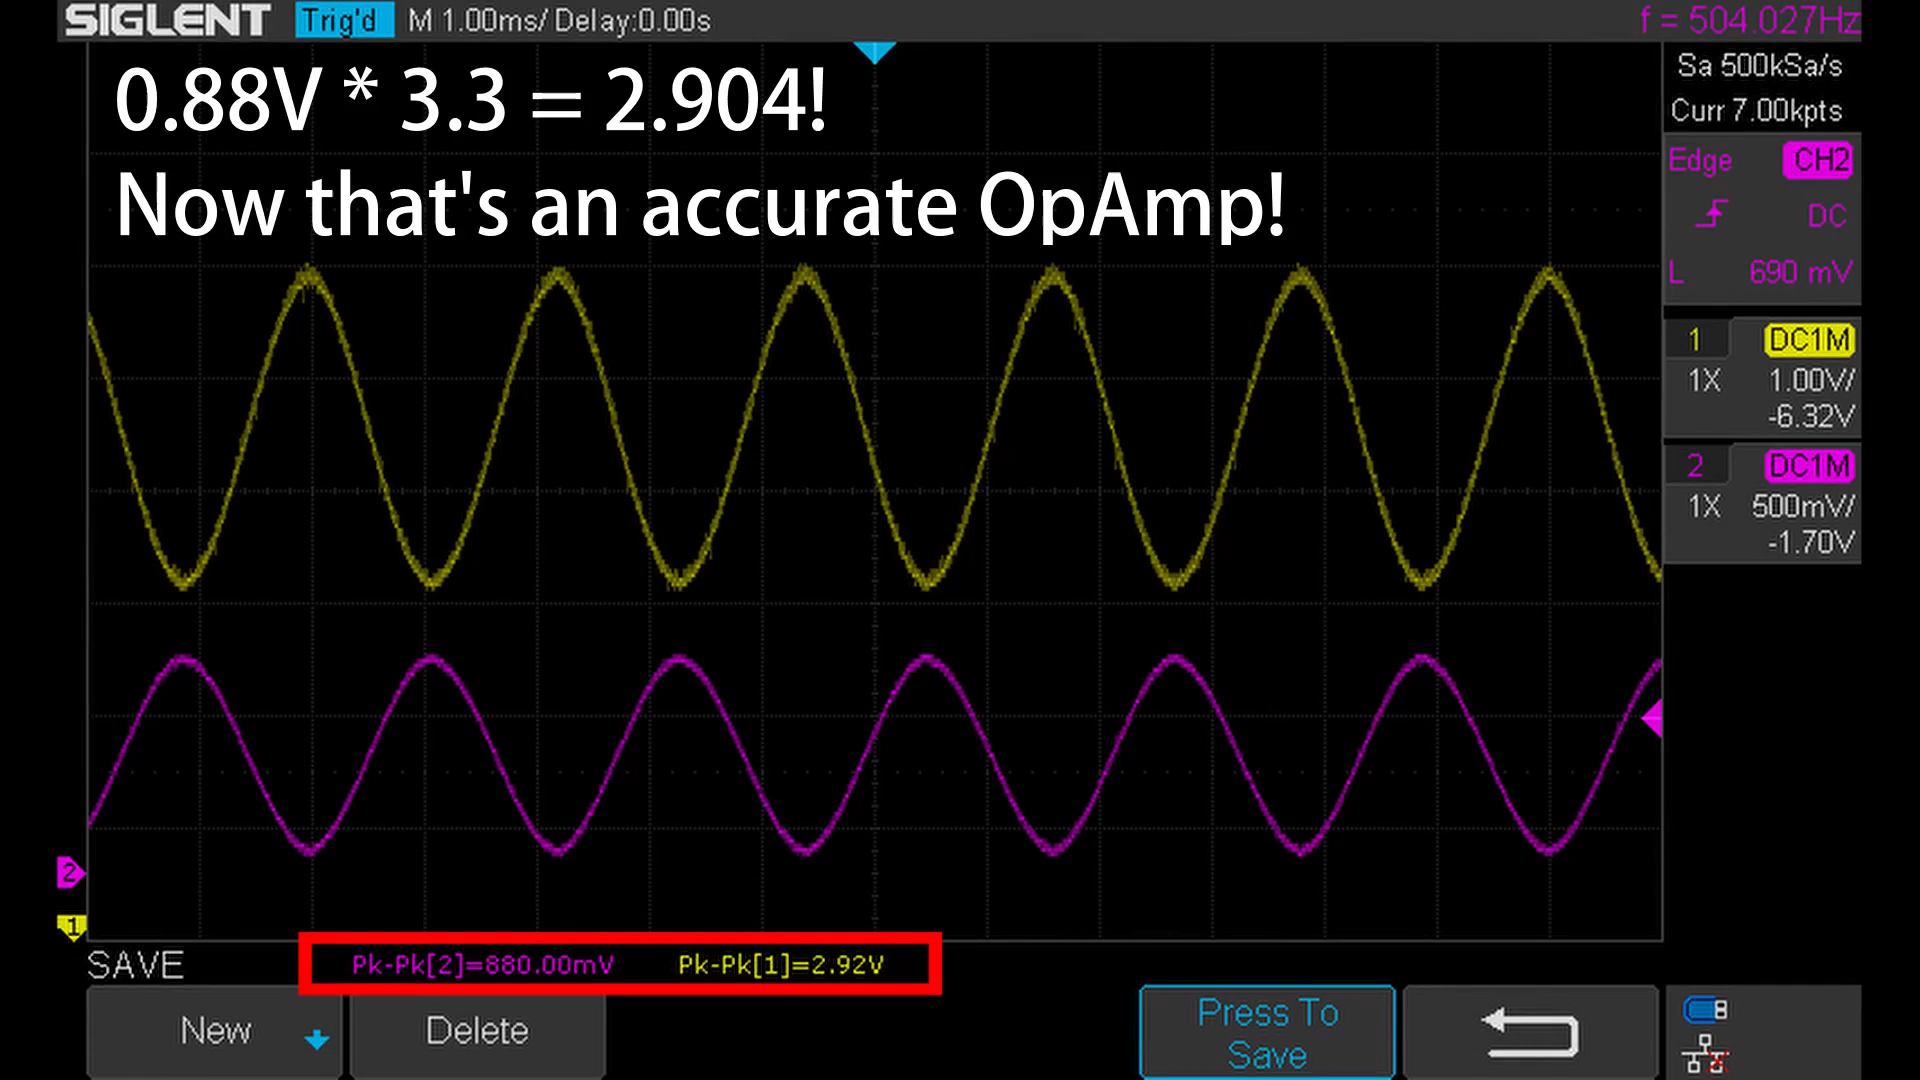 SIGLENT Trig'd M 1.00ms/ Delay:0.00s f = 504.027Hz
Sa 500kSa/s
Curr 7.00kpts
0.88V * 3.3 = 2.904!
Now that's an accurate OpAmp!
Edge CH2
DC
L 690 mV
1 DC1M
1X 1.00V/
-6.32V
2 DC1M
1X 500mV/
-1.70V
2
1
SAVE Pk-Pk[2]=880.00mV Pk-Pk[1]=2.92V
New Delete
Press To
Save